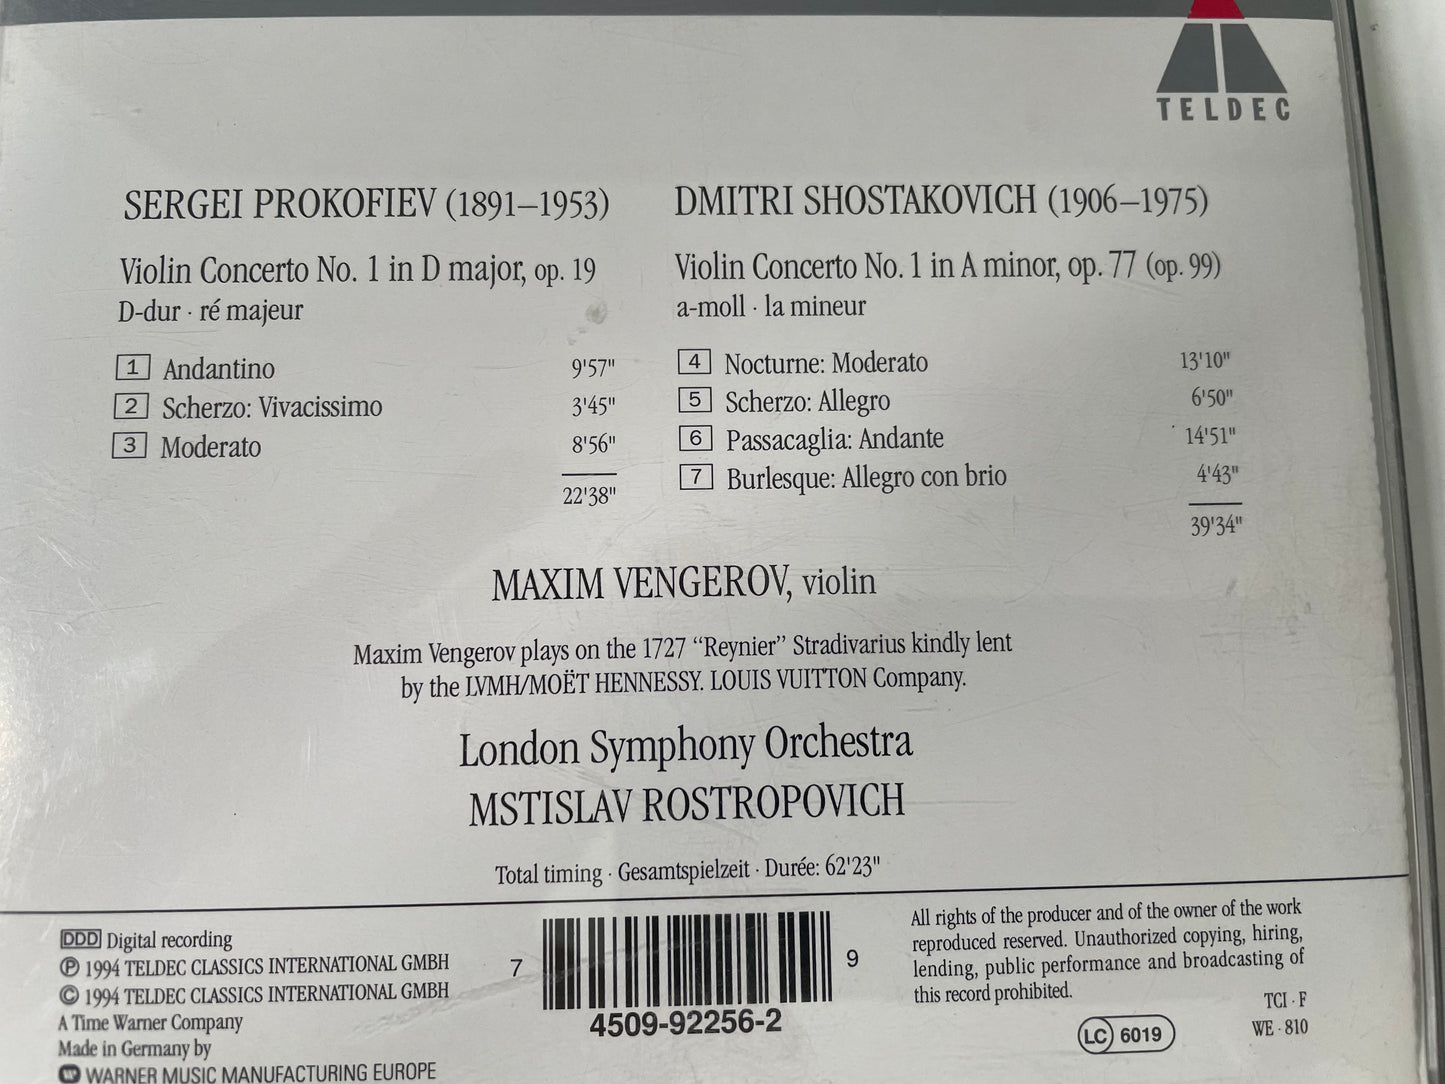 TELDEC
SERGEI PROKOFIEV (1891–1953)
Violin Concerto No. 1 in D major, op. 19
D-dur · ré majeur
1 Andantino 9'57"
2 Scherzo: Vivacissimo 3'45"
3 Moderato 8'56"
22'38"
DMITRI SHOSTAKOVICH (1906–1975)
Violin Concerto No. 1 in A minor, op. 77 (op. 99)
a-moll · la mineur
4 Nocturne: Moderato 13'10"
5 Scherzo: Allegro 6'50"
6 Passacaglia: Andante 14'51"
7 Burlesque: Allegro con brio 4'43"
39'34"
MAXIM VENGEROV, violin
Maxim Vengerov plays on the 1727 “Reynier” Stradivarius kindly lent
by the LVMH/MOËT HENNESSY. LOUIS VUITTON Company.
London Symphony Orchestra
MSTISLAV ROSTROPOVICH
Total timing · Gesamtspielzeit · Durée: 62'23"
DDD Digital recording
℗ 1994 TELDEC CLASSICS INTERNATIONAL GMBH
© 1994 TELDEC CLASSICS INTERNATIONAL GMBH
A Time Warner Company
Made in Germany by
WARNER MUSIC MANUFACTURING EUROPE
7 9
4509-92256-2
All rights of the producer and of the owner of the work
reproduced reserved. Unauthorized copying, hiring,
lending, public performance and broadcasting of
this record prohibited.
TCI · F
LC 6019
WE · 810